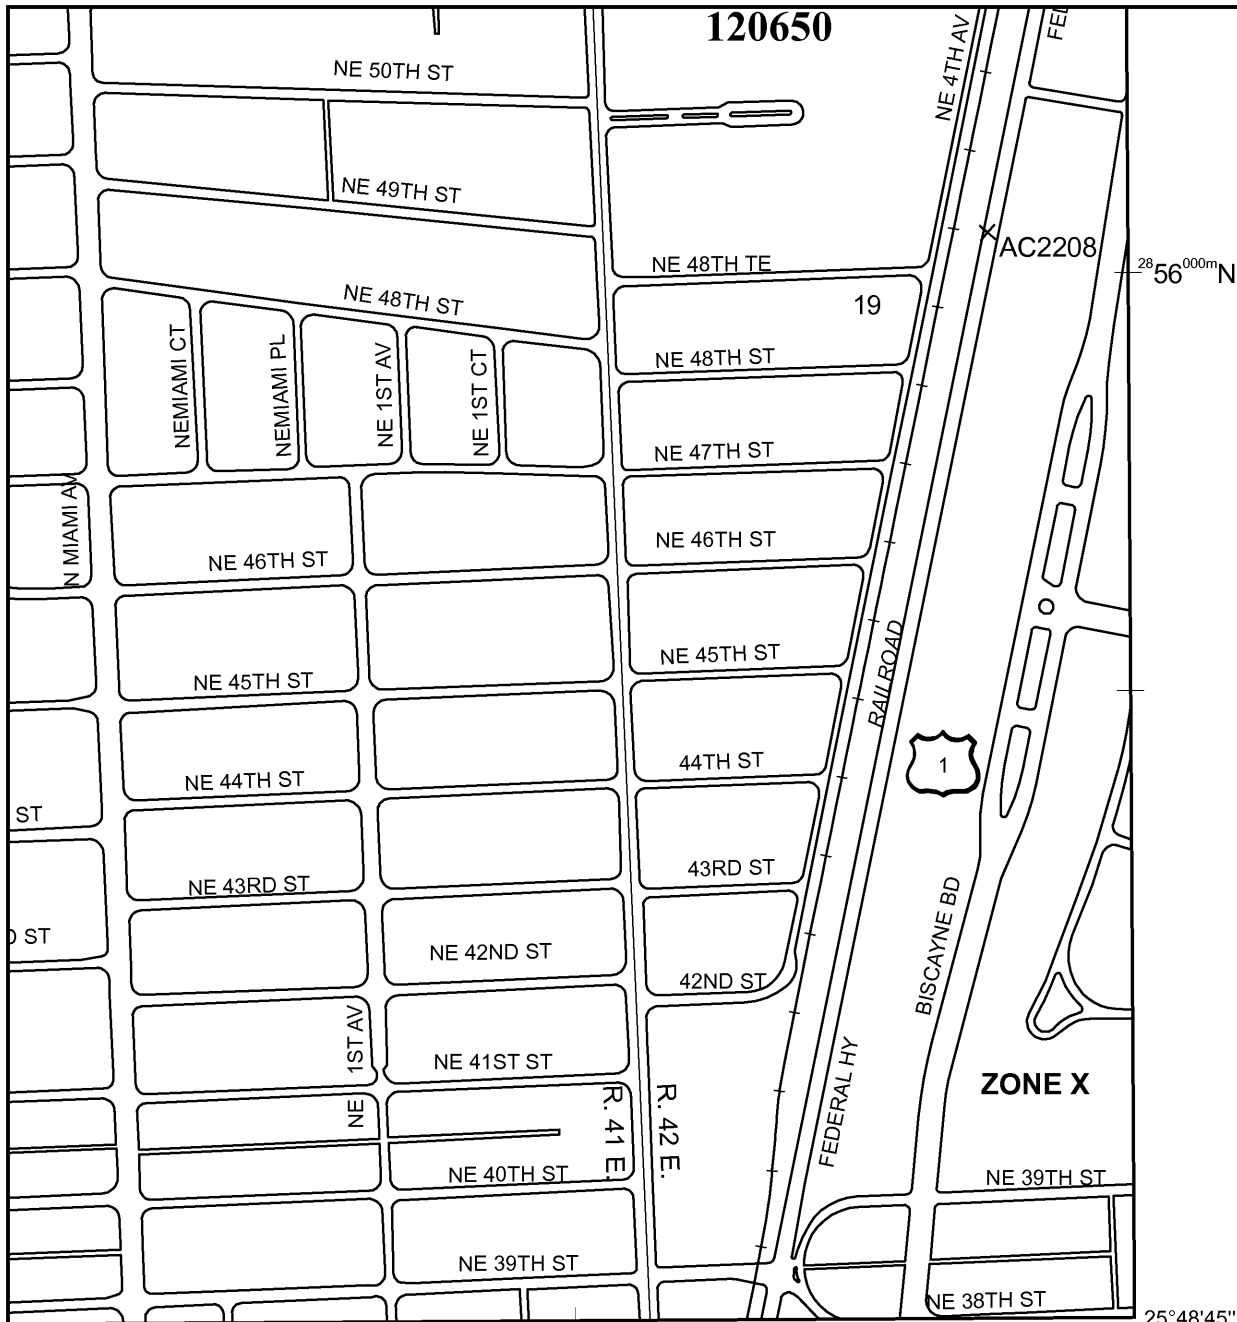 120650
NE 4TH AV
NE 50TH ST
NE 49TH ST
AC2208
NE 48TH TE
2856000mN
NE 48TH ST
19
NEMIAMI CT
NEMIAMI PL
NE 1ST AV
NE 1ST CT
NE 48TH ST
NE 47TH ST
N MIAMI AV
NE 46TH ST
NE 46TH ST
NE 45TH ST
NE 45TH ST
RAILROAD
44TH ST
1
NE 44TH ST
ST
43RD ST
NE 43RD ST
BISCAYNE BD
ST
NE 42ND ST
42ND ST
NE 1ST AV
NE 41ST ST
FEDERAL HY
ZONE X
R. 41 E.
R. 42 E.
NE 40TH ST
NE 39TH ST
NE 39TH ST
NE 38TH ST
25°48'45"